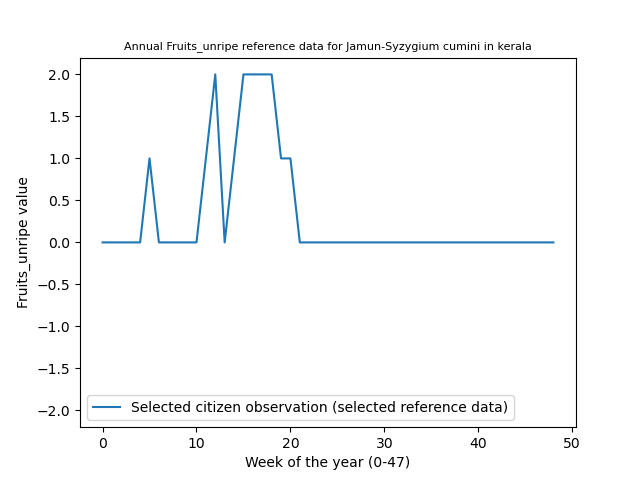 Annual Fruits_unripe reference data for Jamun-Syzygium cumini in kerala
2.0
1.5
1.0
0.5
0.0
−0.5
−1.0
−1.5
−2.0
Fruits_unripe value
Selected citizen observation (selected reference data)
0 10 20 30 40 50
Week of the year (0-47)